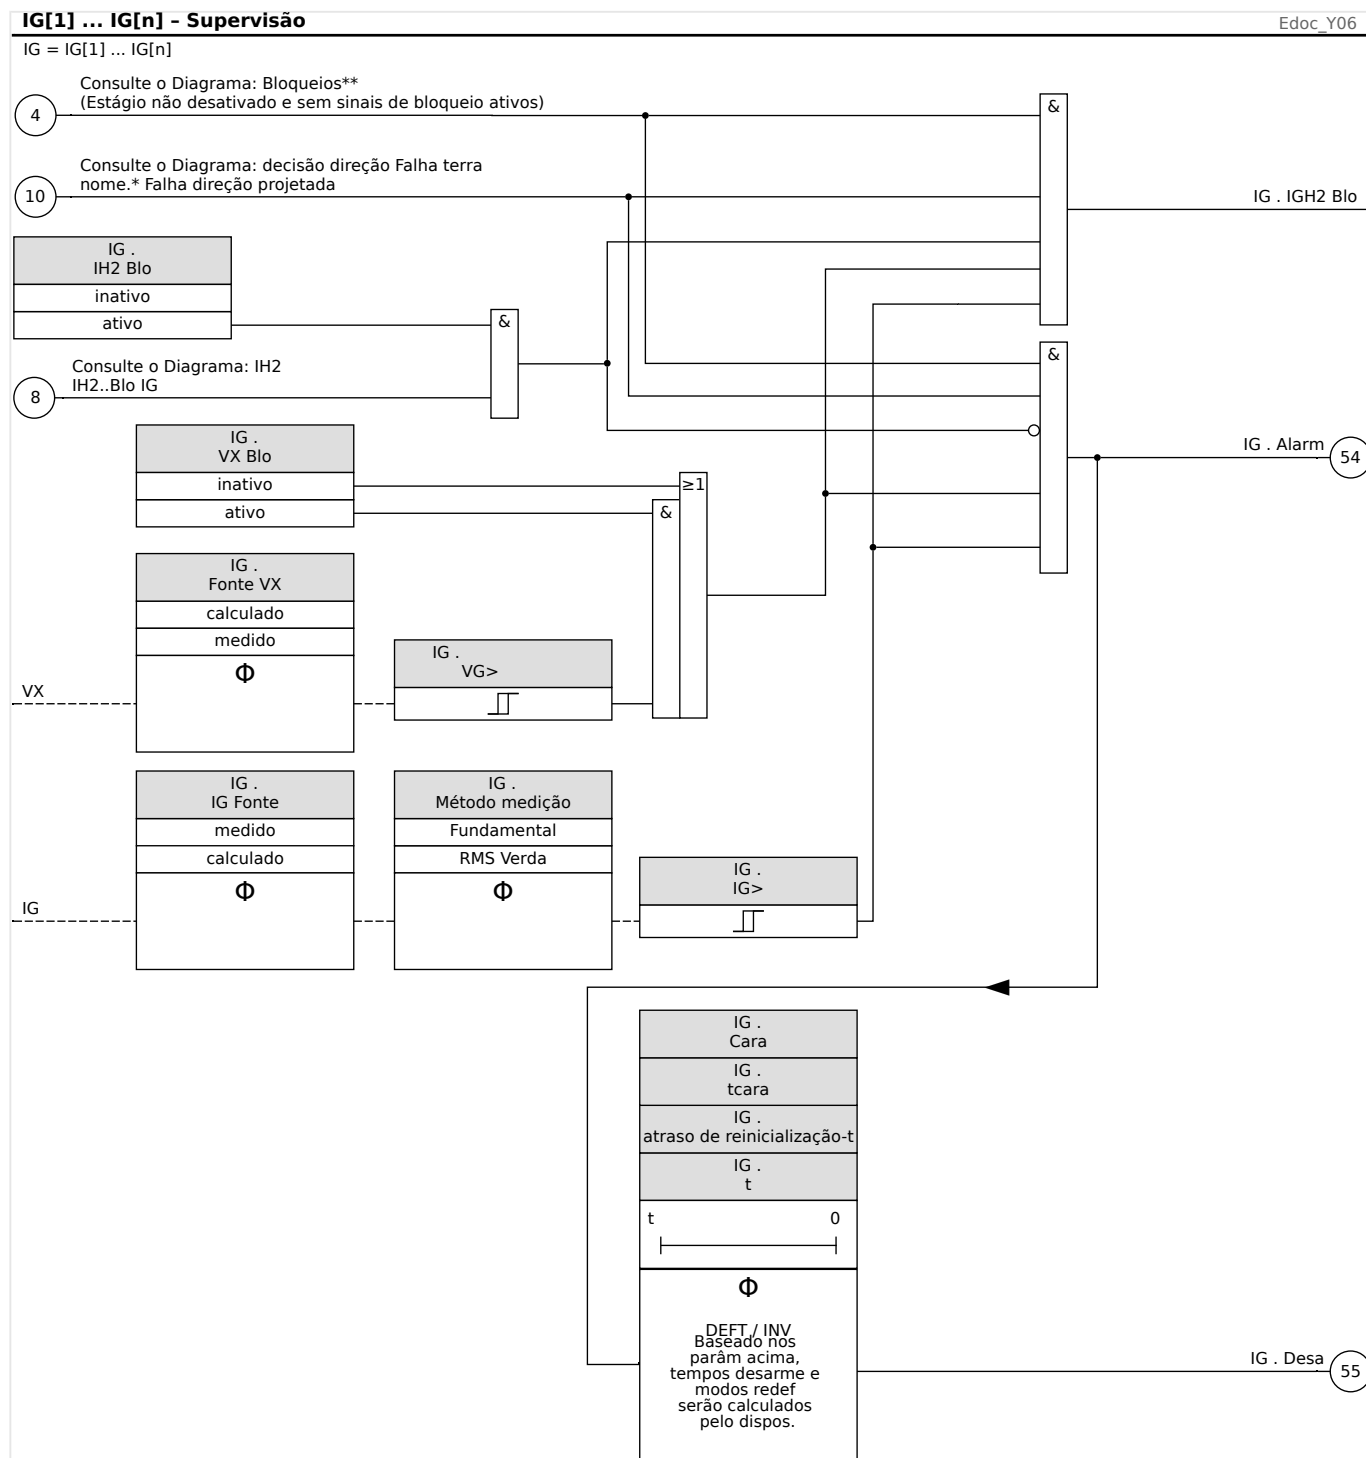 IG[1] ... IG[n] – Supervisão
Edoc_Y06
IG = IG[1] ... IG[n]
Consulte o Diagrama: Bloqueios**
(Estágio não desativado e sem sinais de bloqueio ativos)
4
&
Consulte o Diagrama: decisão direção Falha terra
nome.* Falha direção projetada
10
IG . IGH2 Blo
IG .
IH2 Blo
inativo
ativo
&
&
Consulte o Diagrama: IH2
IH2..Blo IG
8
IG .
VX Blo
inativo
ativo
≥1
&
IG . Alarm
54
IG .
Fonte VX
calculado
medido
Φ
VX
IG .
VG>
IG .
IG Fonte
medido
calculado
Φ
IG
IG .
Método medição
Fundamental
RMS Verda
Φ
IG .
IG>
IG .
Cara
IG .
tcara
IG .
atraso de reinicialização-t
IG .
t
t 0
Φ
DEFT / INV
Baseado nos
parâm acima,
tempos desarme e
modos redef
serão calculados
pelo dispos.
IG . Desa
55